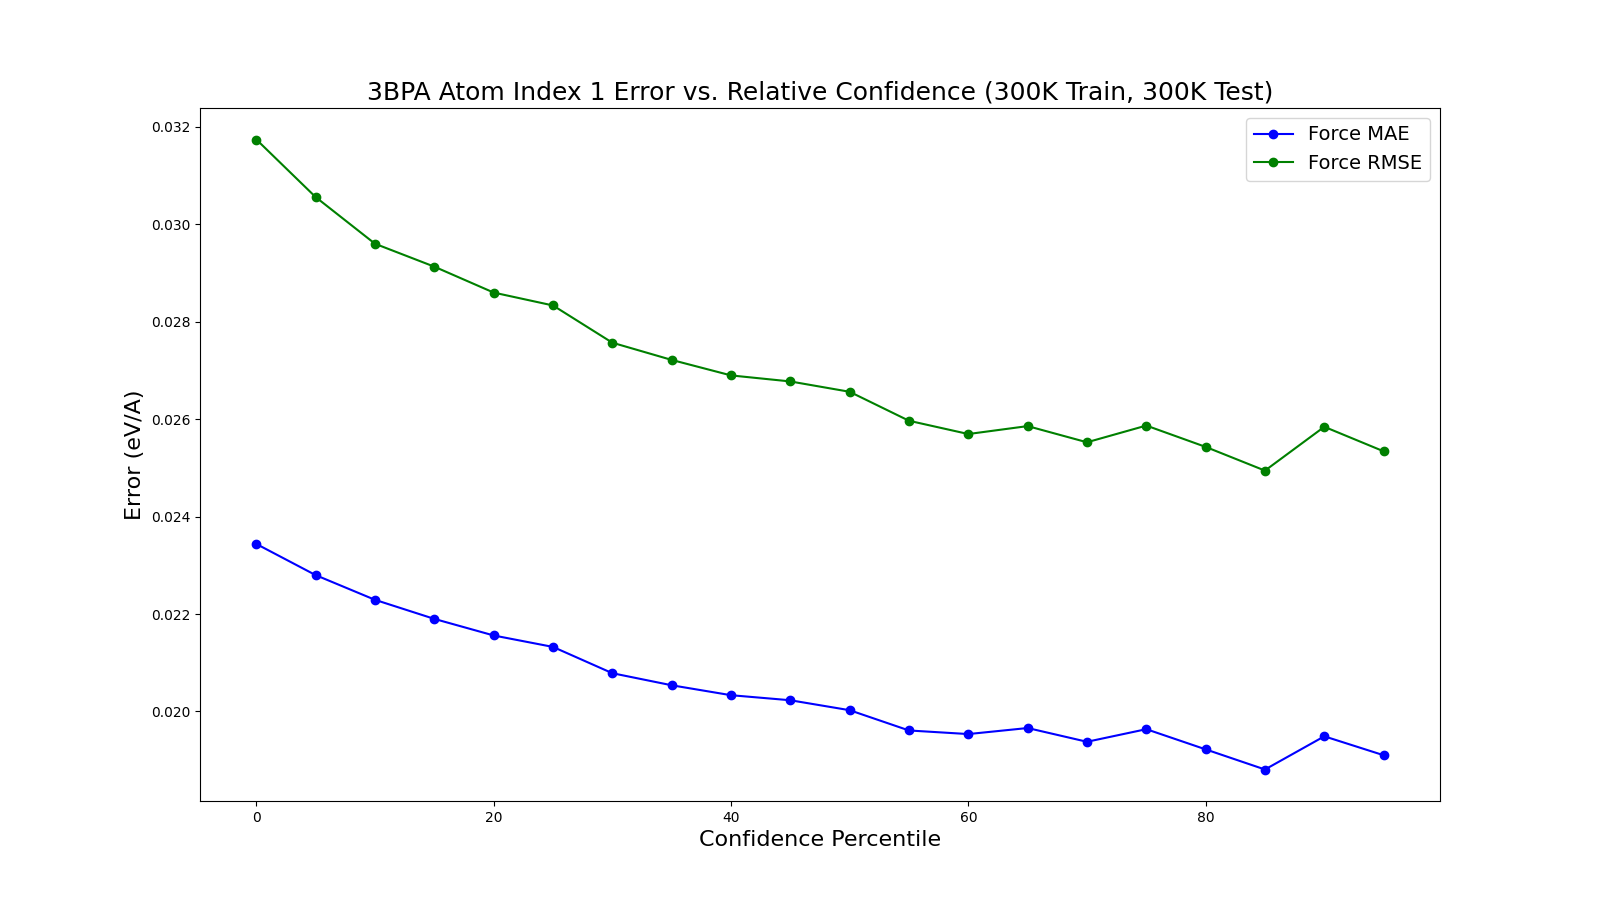 3BPA Atom Index 1 Error vs. Relative Confidence (300K Train, 300K Test)
Force MAE
Force RMSE
0.032
0.030
0.028
0.026
0.024
0.022
0.020
Error (eV/A)
0 20 40 60 80
Confidence Percentile